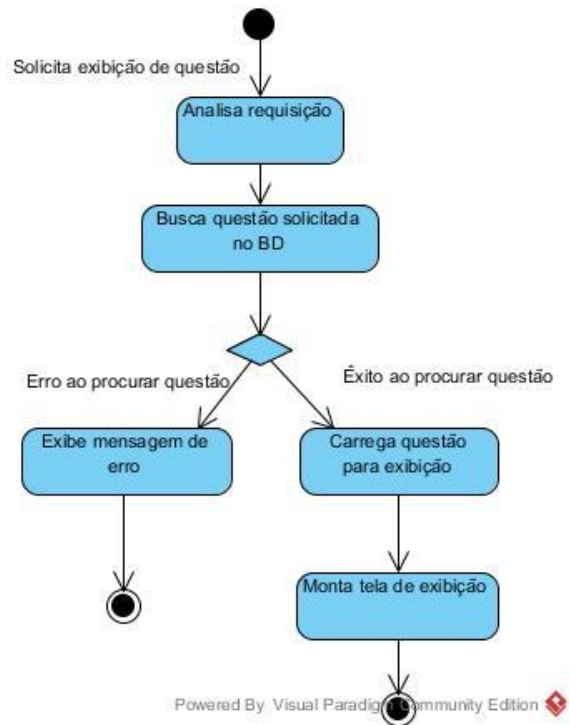 Solicita exibição de questão
Analisa requisição
Busca questão solicitada
no BD
Erro ao procurar questão
Êxito ao procurar questão
Exibe mensagem de
erro
Carrega questão
para exibição
Monta tela de exibição
Powered By Visual Paradigm Community Edition